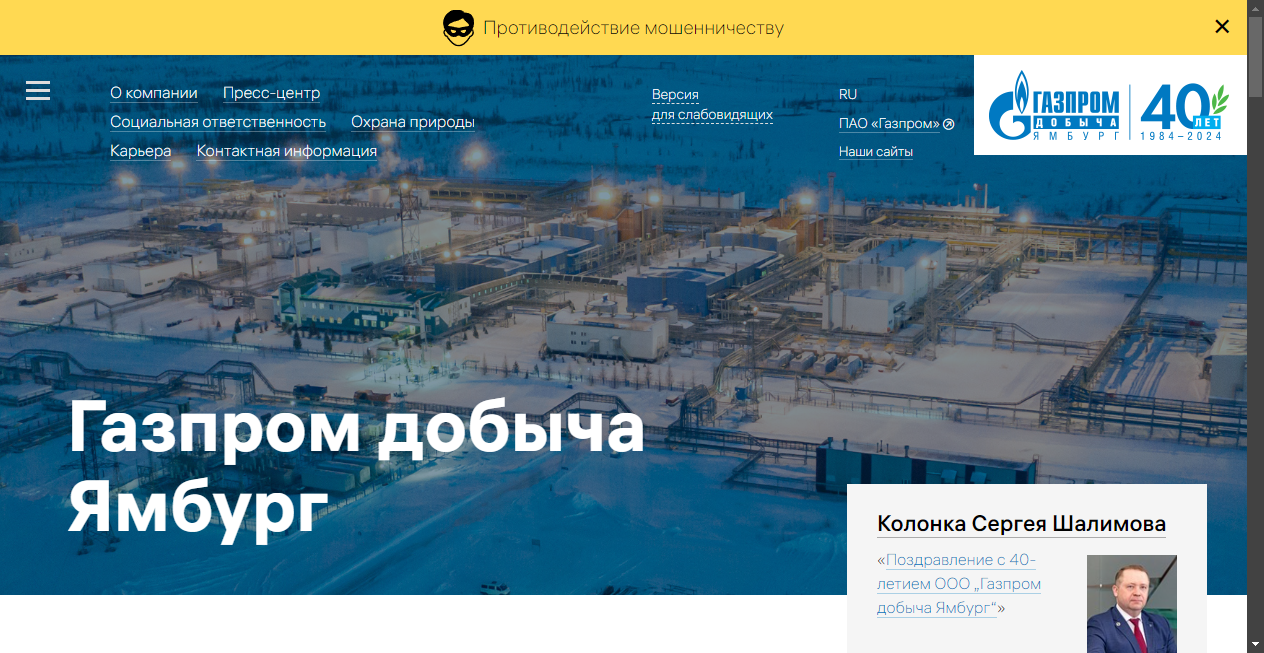 Противодействие мошенничеству
О компании Пресс-центр
Социальная ответственность Охрана природы
Карьера Контактная информация
Версия
для слабовидящих
RU
ПАО «Газпром»
Наши сайты
ГАЗПРОМ
ДОБЫЧА
ЯМБУРГ
40
ЛЕТ
1984–2024
Газпром добыча
Ямбург
Колонка Сергея Шалимова
«Поздравление с 40-
летием ООО „Газпром
добыча Ямбург“»